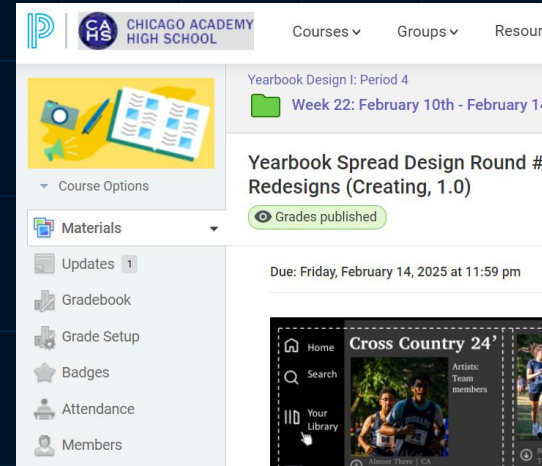 CAHS
CHICAGO ACADEMY
HIGH SCHOOL
Courses
Groups
Resour
Yearbook Design I: Period 4
Week 22: February 10th - February 14
Yearbook Spread Design Round #
Redesigns (Creating, 1.0)
Grades published
Course Options
Materials
Updates 1
Gradebook
Grade Setup
Badges
Attendance
Members
Due: Friday, February 14, 2025 at 11:59 pm
Home
Search
Your
Library
Cross Country 24'
Artists:
Team
members
Almost There | CA